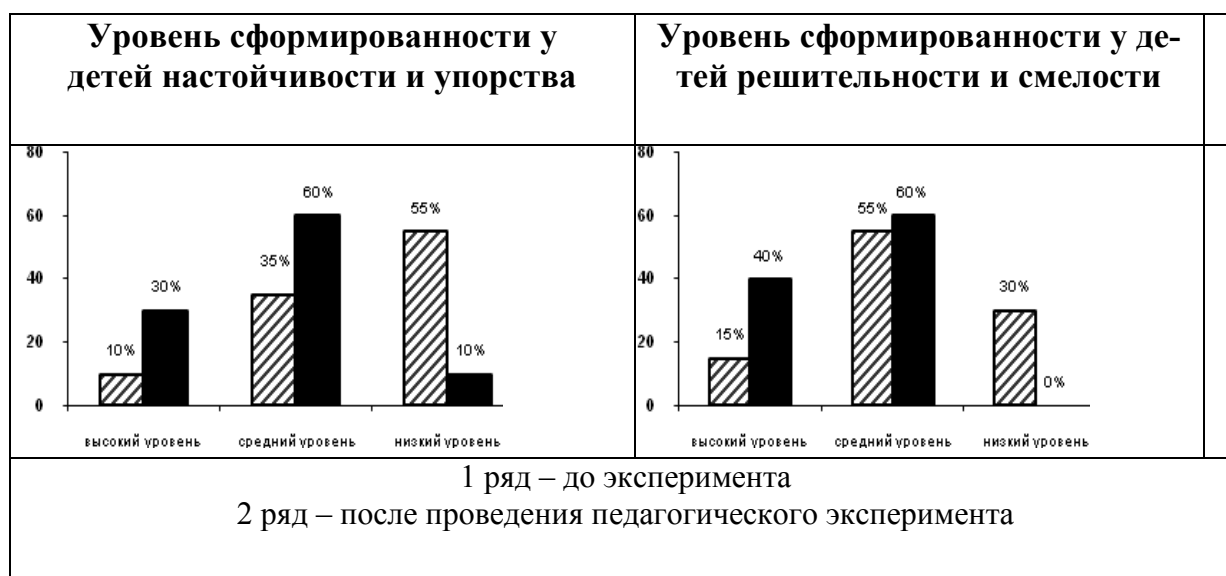 Уровень сформированности у
детей настойчивости и упорства
Уровень сформированности у де-
тей решительности и смелости
80
60
40
20
0
10%
30%
35%
60%
55%
10%
высокий уровень
средний уровень
низкий уровень
80
60
40
20
0
15%
40%
55%
60%
30%
0%
высокий уровень
средний уровень
низкий уровень
1 ряд – до эксперимента
2 ряд – после проведения педагогического эксперимента